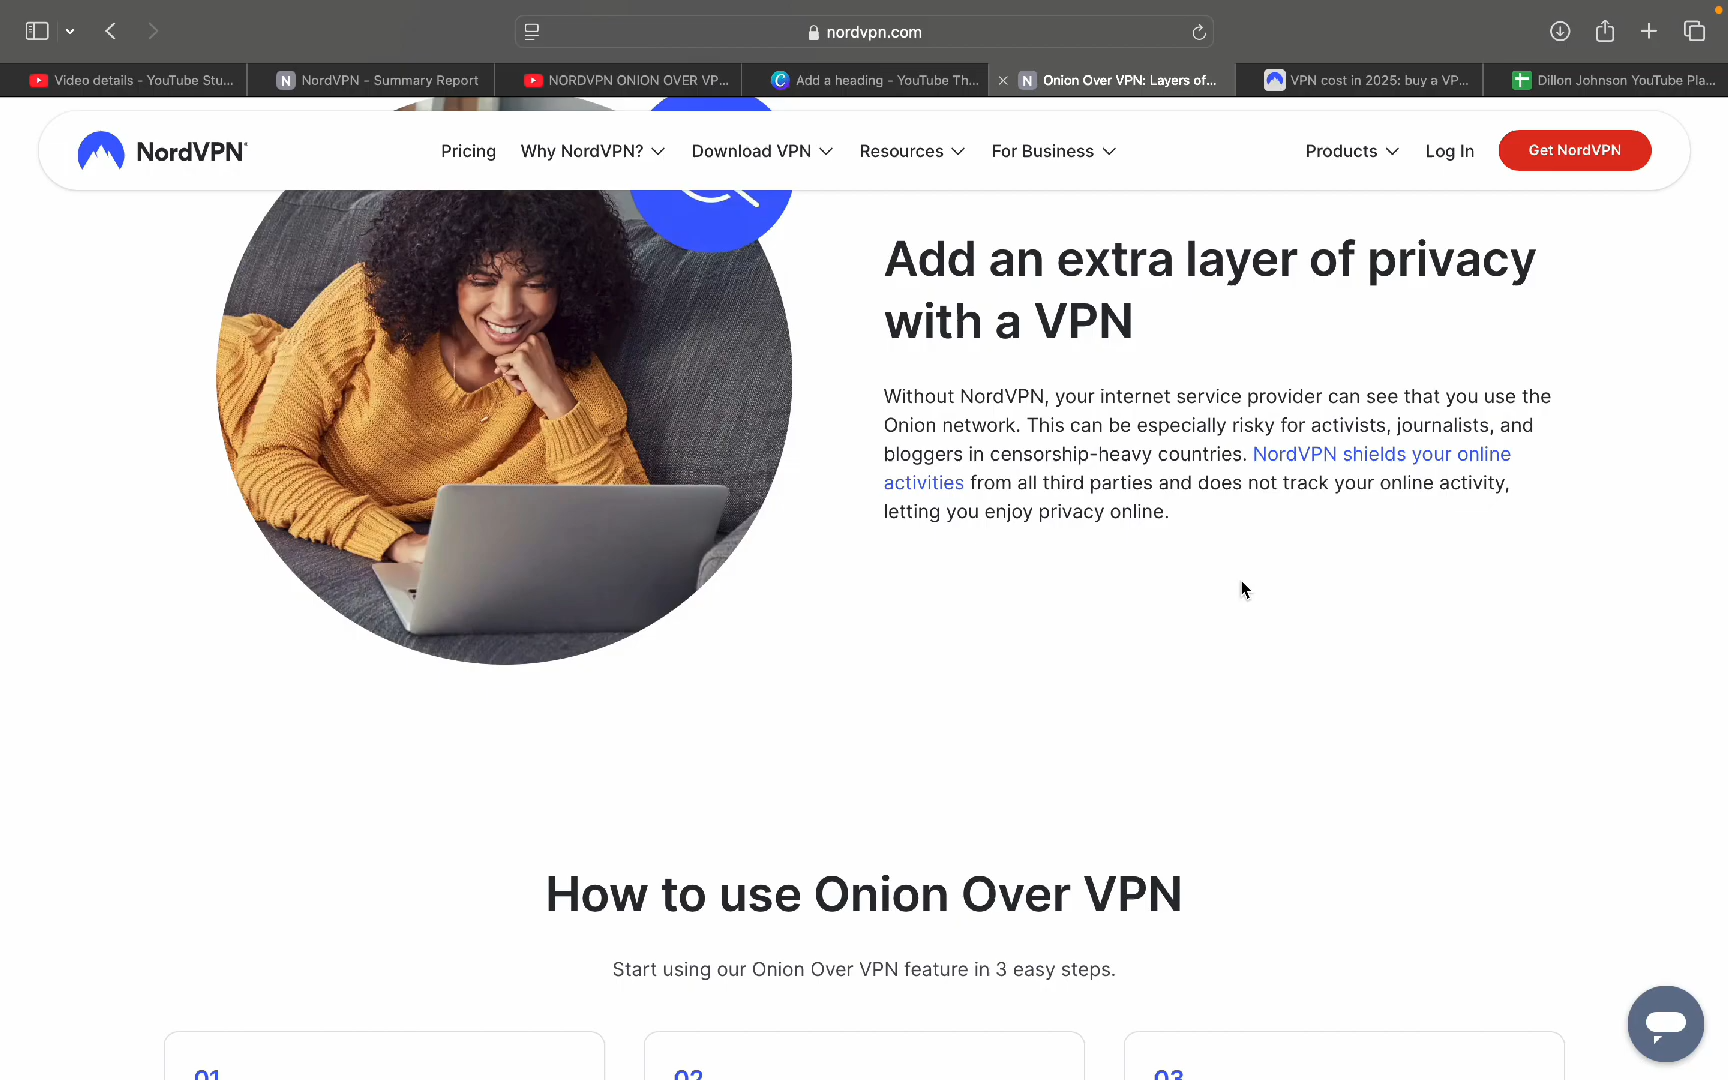 nordvpn.com
Video details - YouTube Stu...
NordVPN - Summary Report
NORDVPN ONION OVER VP...
Add a heading - YouTube Th...
Onion Over VPN: Layers of...
VPN cost in 2025: buy a VP...
Dillon Johnson YouTube Pla...
NordVPN®
Pricing
Why NordVPN?
Download VPN
Resources
For Business
Products
Log In
Get NordVPN
Add an extra layer of privacy
with a VPN
Without NordVPN, your internet service provider can see that you use the
Onion network. This can be especially risky for activists, journalists, and
bloggers in censorship-heavy countries. NordVPN shields your online
activities from all third parties and does not track your online activity,
letting you enjoy privacy online.
How to use Onion Over VPN
Start using our Onion Over VPN feature in 3 easy steps.
01
02
03